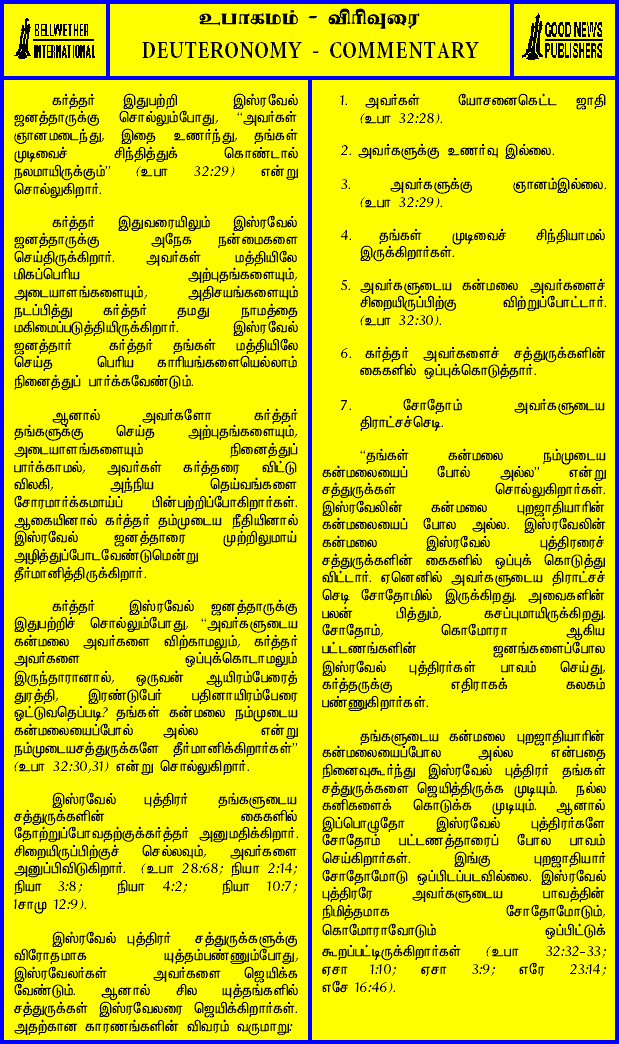 BELLWETHER
INTERNATIONAL
உபாகமம் - விரிவுரை
DEUTERONOMY - COMMENTARY
GOOD NEWS
PUBLISHERS
கர்த்தர் இதுபற்றி இஸ்ரவேல்
ஜனத்தாருக்கு சொல்லும்போது, “அவர்கள்
ஞானமடைந்து, இதை உணர்ந்து, தங்கள்
முடிவைச் சிந்தித்துக் கொண்டால்
நலமாயிருக்கும்” (உபா 32:29) என்று
சொல்லுகிறார்.
கர்த்தர் இதுவரையிலும் இஸ்ரவேல்
ஜனத்தாருக்கு அநேக நன்மைகளை
செய்திருக்கிறார். அவர்கள் மத்தியிலே
மிகப்பெரிய அற்புதங்களையும்,
அடையாளங்களையும், அதிசயங்களையும்
நடப்பித்து கர்த்தர் தமது நாமத்தை
மகிமைப்படுத்தியிருக்கிறார். இஸ்ரவேல்
ஜனத்தார் கர்த்தர் தங்கள் மத்தியிலே
செய்த பெரிய காரியங்களையெல்லாம்
நினைத்துப் பார்க்கவேண்டும்.
ஆனால் அவர்களோ கர்த்தர்
தங்களுக்கு செய்த அற்புதங்களையும்,
அடையாளங்களையும் நினைத்துப்
பார்க்காமல், அவர்கள் கர்த்தரை விட்டு
விலகி, அந்நிய தெய்வங்களை
சோரமார்க்கமாய்ப் பின்பற்றிப்போகிறார்கள்.
ஆகையினால் கர்த்தர் தம்முடைய நீதியினால்
இஸ்ரவேல் ஜனத்தாரை முற்றிலுமாய்
அழித்துப்போடவேண்டுமென்று
தீர்மானித்திருக்கிறார்.
கர்த்தர் இஸ்ரவேல் ஜனத்தாருக்கு
இதுபற்றிச் சொல்லும்போது, “அவர்களுடைய
கன்மலை அவர்களை விற்காமலும், கர்த்தர்
அவர்களை ஒப்புக்கொடாமலும்
இருந்தாரானால், ஒருவன் ஆயிரம்பேரைத்
துரத்தி, இரண்டுபேர் பதினாயிரம்பேரை
ஓட்டுவதெப்படி? தங்கள் கன்மலை நம்முடைய
கன்மலையைப்போல் அல்ல என்று
நம்முடையசத்துருக்களே தீர்மானிக்கிறார்கள்”
(உபா 32:30,31) என்று சொல்லுகிறார்.
இஸ்ரவேல் புத்திரர் தங்களுடைய
சத்துருக்களின் கைகளில்
தோற்றுப்போவதற்குக்கர்த்தர் அனுமதிக்கிறார்.
சிறையிருப்பிற்குச் செல்லவும், அவர்களை
அனுப்பிவிடுகிறார். (உபா 28:68; நியா 2:14;
நியா 3:8; நியா 4:2; நியா 10:7;
1சாமு 12:9).
இஸ்ரவேல் புத்திரர் சத்துருக்களுக்கு
விரோதமாக யுத்தம்பண்ணும்போது,
இஸ்ரவேலர்கள் அவர்களை ஜெயிக்க
வேண்டும். ஆனால் சில யுத்தங்களில்
சத்துருக்கள் இஸ்ரவேலரை ஜெயிக்கிறார்கள்.
அதற்கான காரணங்களின் விவரம் வருமாறு:
1. அவர்கள் யோசனைகெட்ட ஜாதி
(உபா 32:28).
2. அவர்களுக்கு உணர்வு இல்லை.
3. அவர்களுக்கு ஞானம்இல்லை.
(உபா 32:29).
4. தங்கள் முடிவைச் சிந்தியாமல்
இருக்கிறார்கள்.
5. அவர்களுடைய கன்மலை அவர்களைச்
சிறையிருப்பிற்கு விற்றுப்போட்டார்.
(உபா 32:30).
6. கர்த்தர் அவர்களைச் சத்துருக்களின்
கைகளில் ஒப்புக்கொடுத்தார்.
7. சோதோம் அவர்களுடைய
திராட்சச்செடி.
“தங்கள் கன்மலை நம்முடைய
கன்மலையைப் போல் அல்ல” என்று
சத்துருக்கள் சொல்லுகிறார்கள்.
இஸ்ரவேலின் கன்மலை புறஜாதியாரின்
கன்மலையைப் போல அல்ல. இஸ்ரவேலின்
கன்மலை இஸ்ரவேல் புத்திரரைச்
சத்துருக்களின் கைகளில் ஒப்புக் கொடுத்து
விட்டார். ஏனெனில் அவர்களுடைய திராட்சச்
செடி சோதோமில் இருக்கிறது. அவைகளின்
பலன் பித்தும், கசப்புமாயிருக்கிறது.
சோதோம், கொமோரா ஆகிய
பட்டணங்களின் ஜனங்களைப்போல
இஸ்ரவேல் புத்திரர்கள் பாவம் செய்து,
கர்த்தருக்கு எதிராகக் கலகம்
பண்ணுகிறார்கள்.
தங்களுடைய கன்மலை புறஜாதியாரின்
கன்மலையைப்போல அல்ல என்பதை
நினைவுகூர்ந்து இஸ்ரவேல் புத்திரர் தங்கள்
சத்துருக்களை ஜெயித்திருக்க முடியும். நல்ல
கனிகளைக் கொடுக்க முடியும். ஆனால்
இப்பொழுதோ இஸ்ரவேல் புத்திரர்களே
சோதோம் பட்டணத்தாரைப் போல பாவம்
செய்கிறார்கள். இங்கு புறஜாதியார்
சோதோமோடு ஒப்பிடப்படவில்லை. இஸ்ரவேல்
புத்திரரே அவர்களுடைய பாவத்தின்
நிமித்தமாக சோதோமோடும்,
கொமோராவோடும் ஒப்பிட்டுக்
கூறப்பட்டிருக்கிறார்கள் (உபா 32:32-33;
ஏசா 1:10; ஏசா 3:9; எரே 23:14;
எசே 16:46).